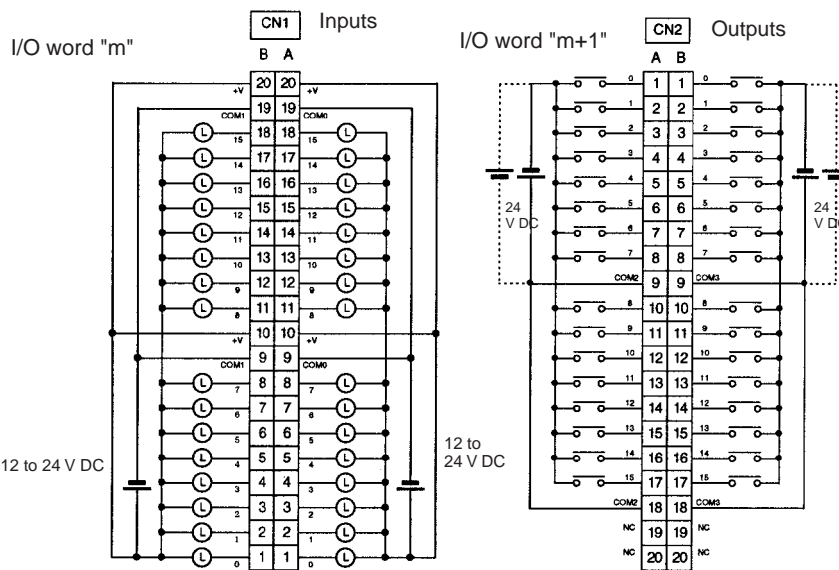 CN1 Inputs
I/O word "m"
B A
+V 20 20 +V
COM1 19 19 COM0
L 15 18 18 15 L
L 14 17 17 14 L
L 13 16 16 13 L
L 12 15 15 12 L
L 11 14 14 11 L
L 10 13 13 10 L
L 9 12 12 9 L
L 8 11 11 8 L
+V 10 10 +V
COM1 9 9 COM0
L 7 8 8 7 L
L 6 7 7 6 L
L 5 6 6 5 L
L 4 5 5 4 L
L 3 4 4 3 L
L 2 3 3 2 L
L 1 2 2 1 L
L 0 1 1 0 L
12 to 24 V DC
12 to
24 V DC
CN2 Outputs
I/O word "m+1"
A B
0 1 1 0
1 2 2 1
2 3 3 2
3 4 4 3
4 5 5 4
5 6 6 5
6 7 7 6
7 8 8 7
COM2 9 9 COM3
8 10 10 8
9 11 11 9
10 12 12 10
11 13 13 11
12 14 14 12
13 15 15 13
14 16 16 14
15 17 17 15
COM2 18 18 COM3
NC 19 19 NC
NC 20 20 NC
24
V DC
24
V DC